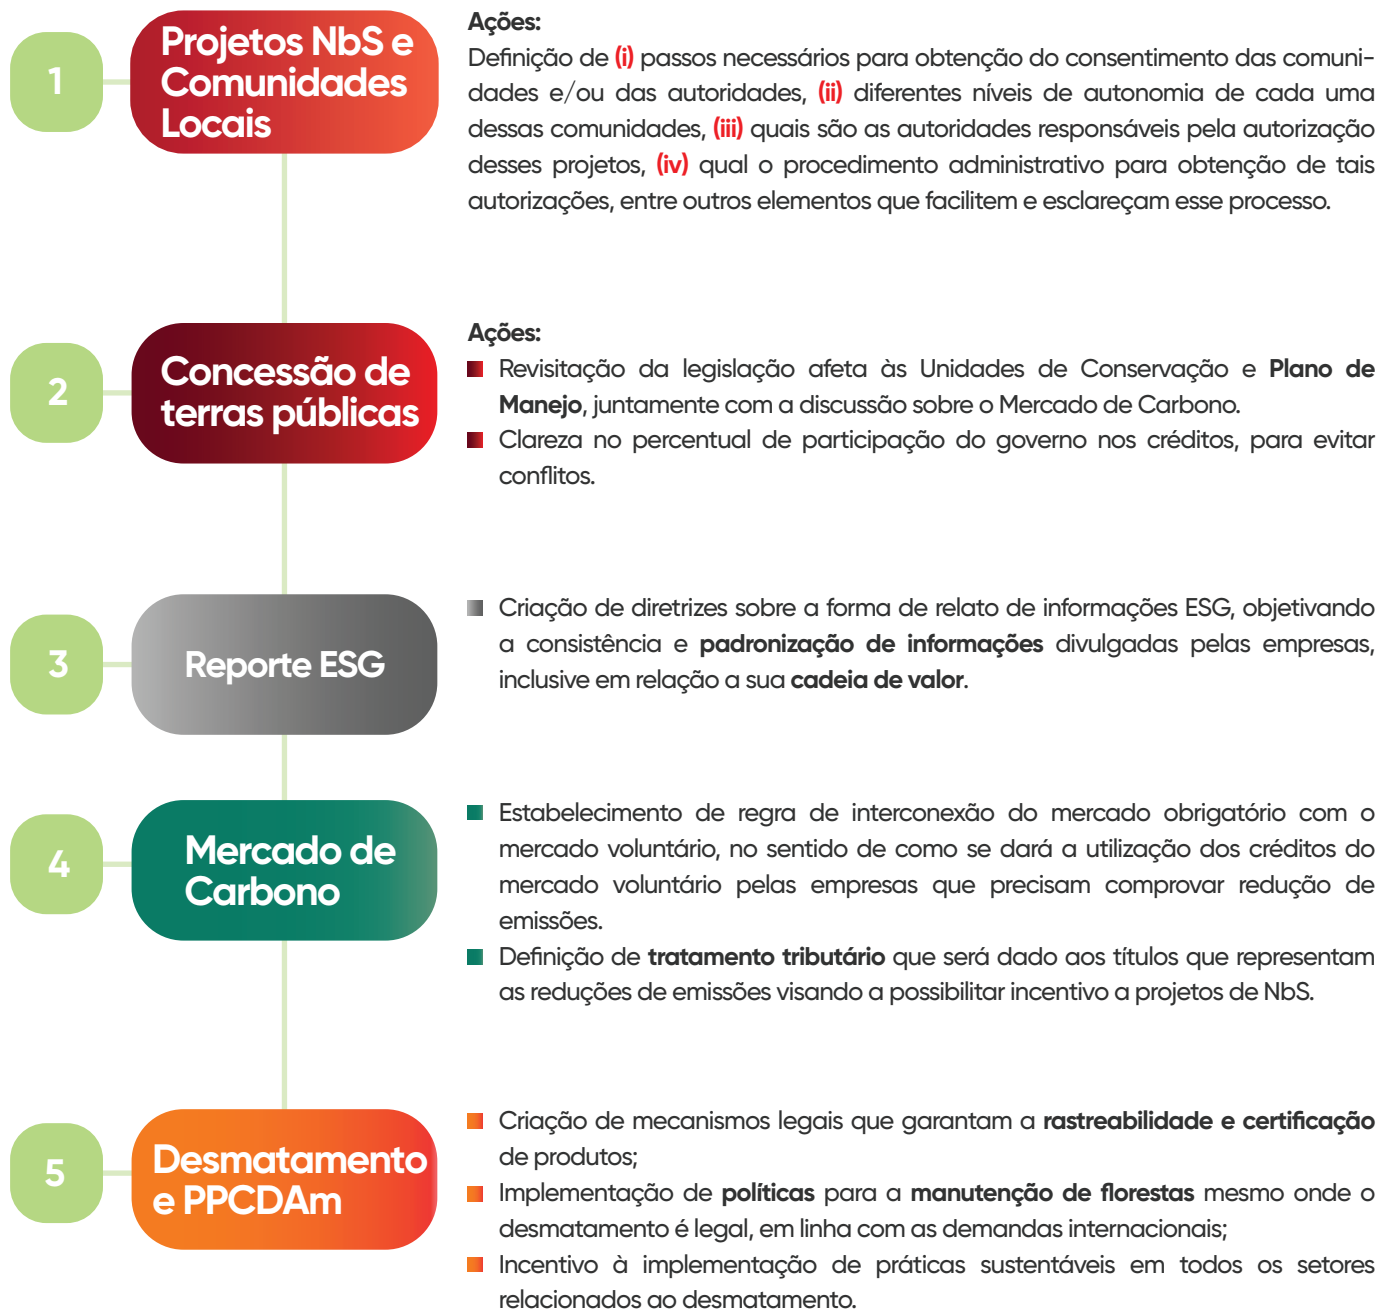 1
Projetos NbS e
Comunidades
Locais
Ações:
Definição de (i) passos necessários para obtenção do consentimento das comuni-
dades e/ou das autoridades, (ii) diferentes níveis de autonomia de cada uma
dessas comunidades, (iii) quais são as autoridades responsáveis pela autorização
desses projetos, (iv) qual o procedimento administrativo para obtenção de tais
autorizações, entre outros elementos que facilitem e esclareçam esse processo.
2
Concessão de
terras públicas
Ações:
Revisitação da legislação afeta às Unidades de Conservação e Plano de
Manejo, juntamente com a discussão sobre o Mercado de Carbono.
Clareza no percentual de participação do governo nos créditos, para evitar
conflitos.
3
Reporte ESG
Criação de diretrizes sobre a forma de relato de informações ESG, objetivando
a consistência e padronização de informações divulgadas pelas empresas,
inclusive em relação a sua cadeia de valor.
4
Mercado de
Carbono
Estabelecimento de regra de interconexão do mercado obrigatório com o
mercado voluntário, no sentido de como se dará a utilização dos créditos do
mercado voluntário pelas empresas que precisam comprovar redução de
emissões.
Definição de tratamento tributário que será dado aos títulos que representam
as reduções de emissões visando a possibilitar incentivo a projetos de NbS.
5
Desmatamento
e PPCDAm
Criação de mecanismos legais que garantam a rastreabilidade e certificação
de produtos;
Implementação de políticas para a manutenção de florestas mesmo onde o
desmatamento é legal, em linha com as demandas internacionais;
Incentivo à implementação de práticas sustentáveis em todos os setores
relacionados ao desmatamento.